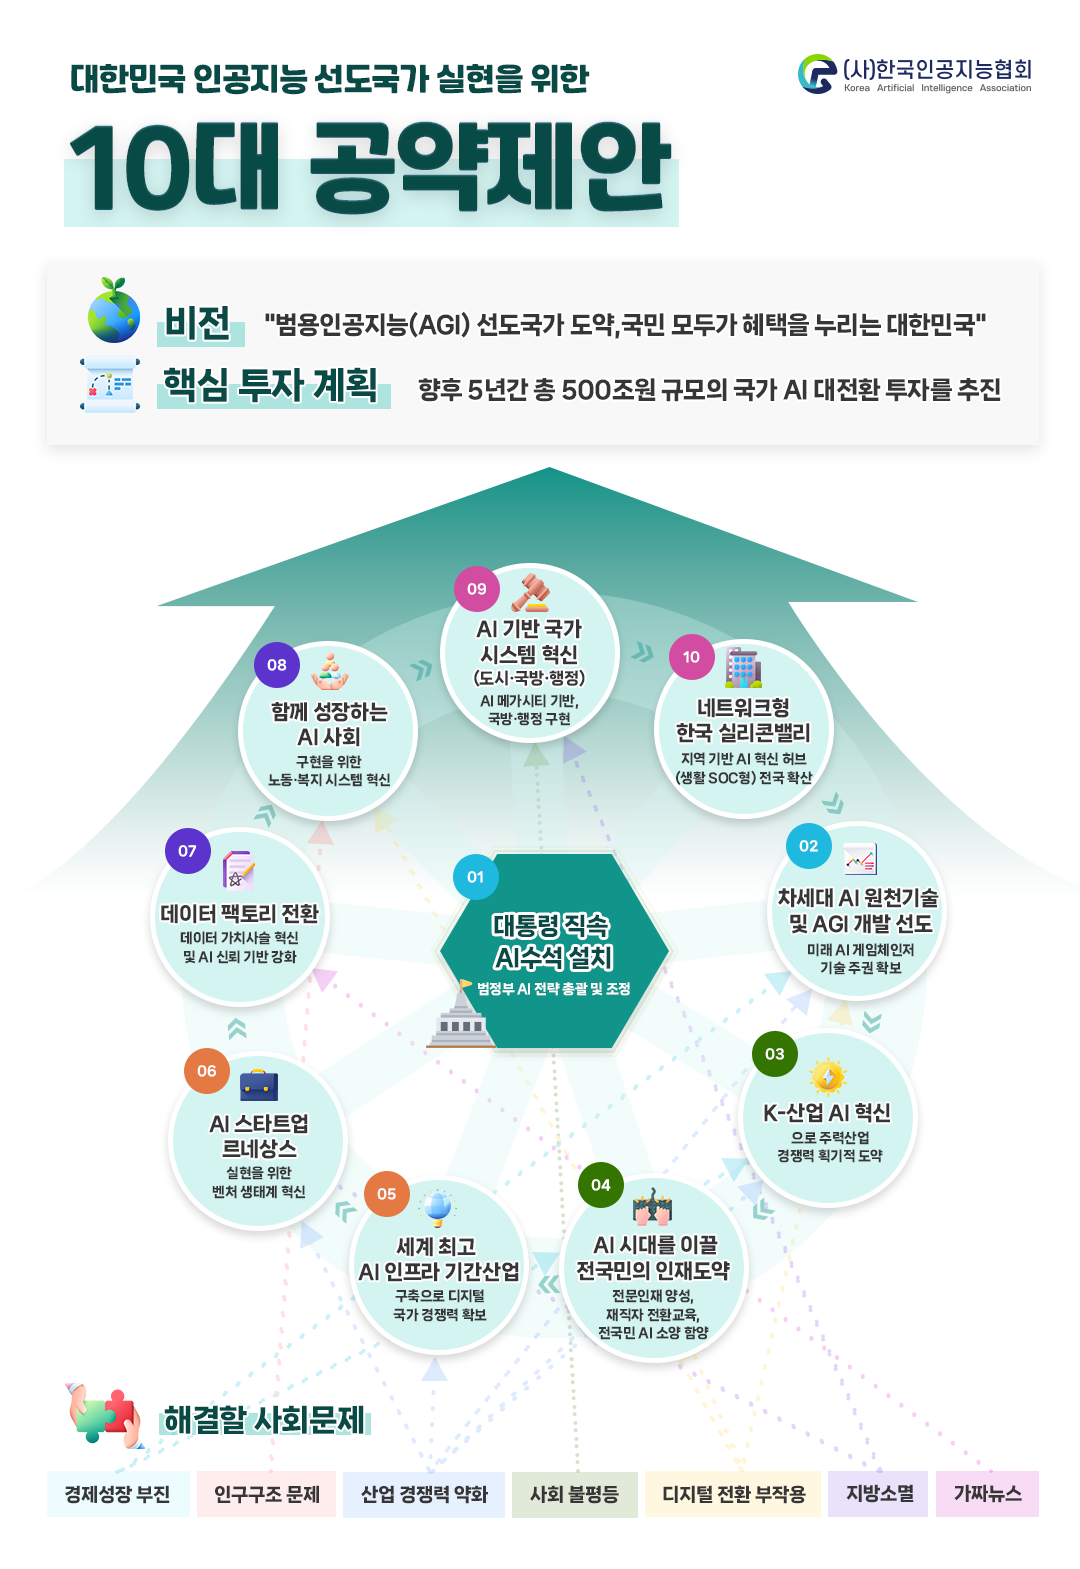 대한민국 인공지능 선도국가 실현을 위한
(사)한국인공지능협회
Korea Artificial Intelligence Association
10대 공약제안
비전
"범용인공지능(AGI) 선도국가 도약,국민 모두가 혜택을 누리는 대한민국"
핵심 투자 계획
향후 5년간 총 500조원 규모의 국가 AI 대전환 투자를 추진
01
대통령 직속
AI수석 설치
범정부 AI 전략 총괄 및 조정
02
차세대 AI 원천기술
및 AGI 개발 선도
미래 AI 게임체인저
기술 주권 확보
03
K-산업 AI 혁신
으로 주력산업
경쟁력 획기적 도약
04
AI 시대를 이끌
전국민의 인재도약
전문인재 양성,
재직자 전환교육,
전국민 AI 소양 함양
05
세계 최고
AI 인프라 기간산업
구축으로 디지털
국가 경쟁력 확보
06
AI 스타트업
르네상스
실현을 위한
벤처 생태계 혁신
07
데이터 팩토리 전환
데이터 가치사슬 혁신
및 AI 신뢰 기반 강화
08
함께 성장하는
AI 사회
구현을 위한
노동·복지 시스템 혁신
09
AI 기반 국가
시스템 혁신
(도시·국방·행정)
AI 메가시티 기반,
국방·행정 구현
10
네트워크형
한국 실리콘밸리
지역 기반 AI 혁신 허브
(생활 SOC형) 전국 확산
해결할 사회문제
경제성장 부진
인구구조 문제
산업 경쟁력 약화
사회 불평등
디지털 전환 부작용
지방소멸
가짜뉴스